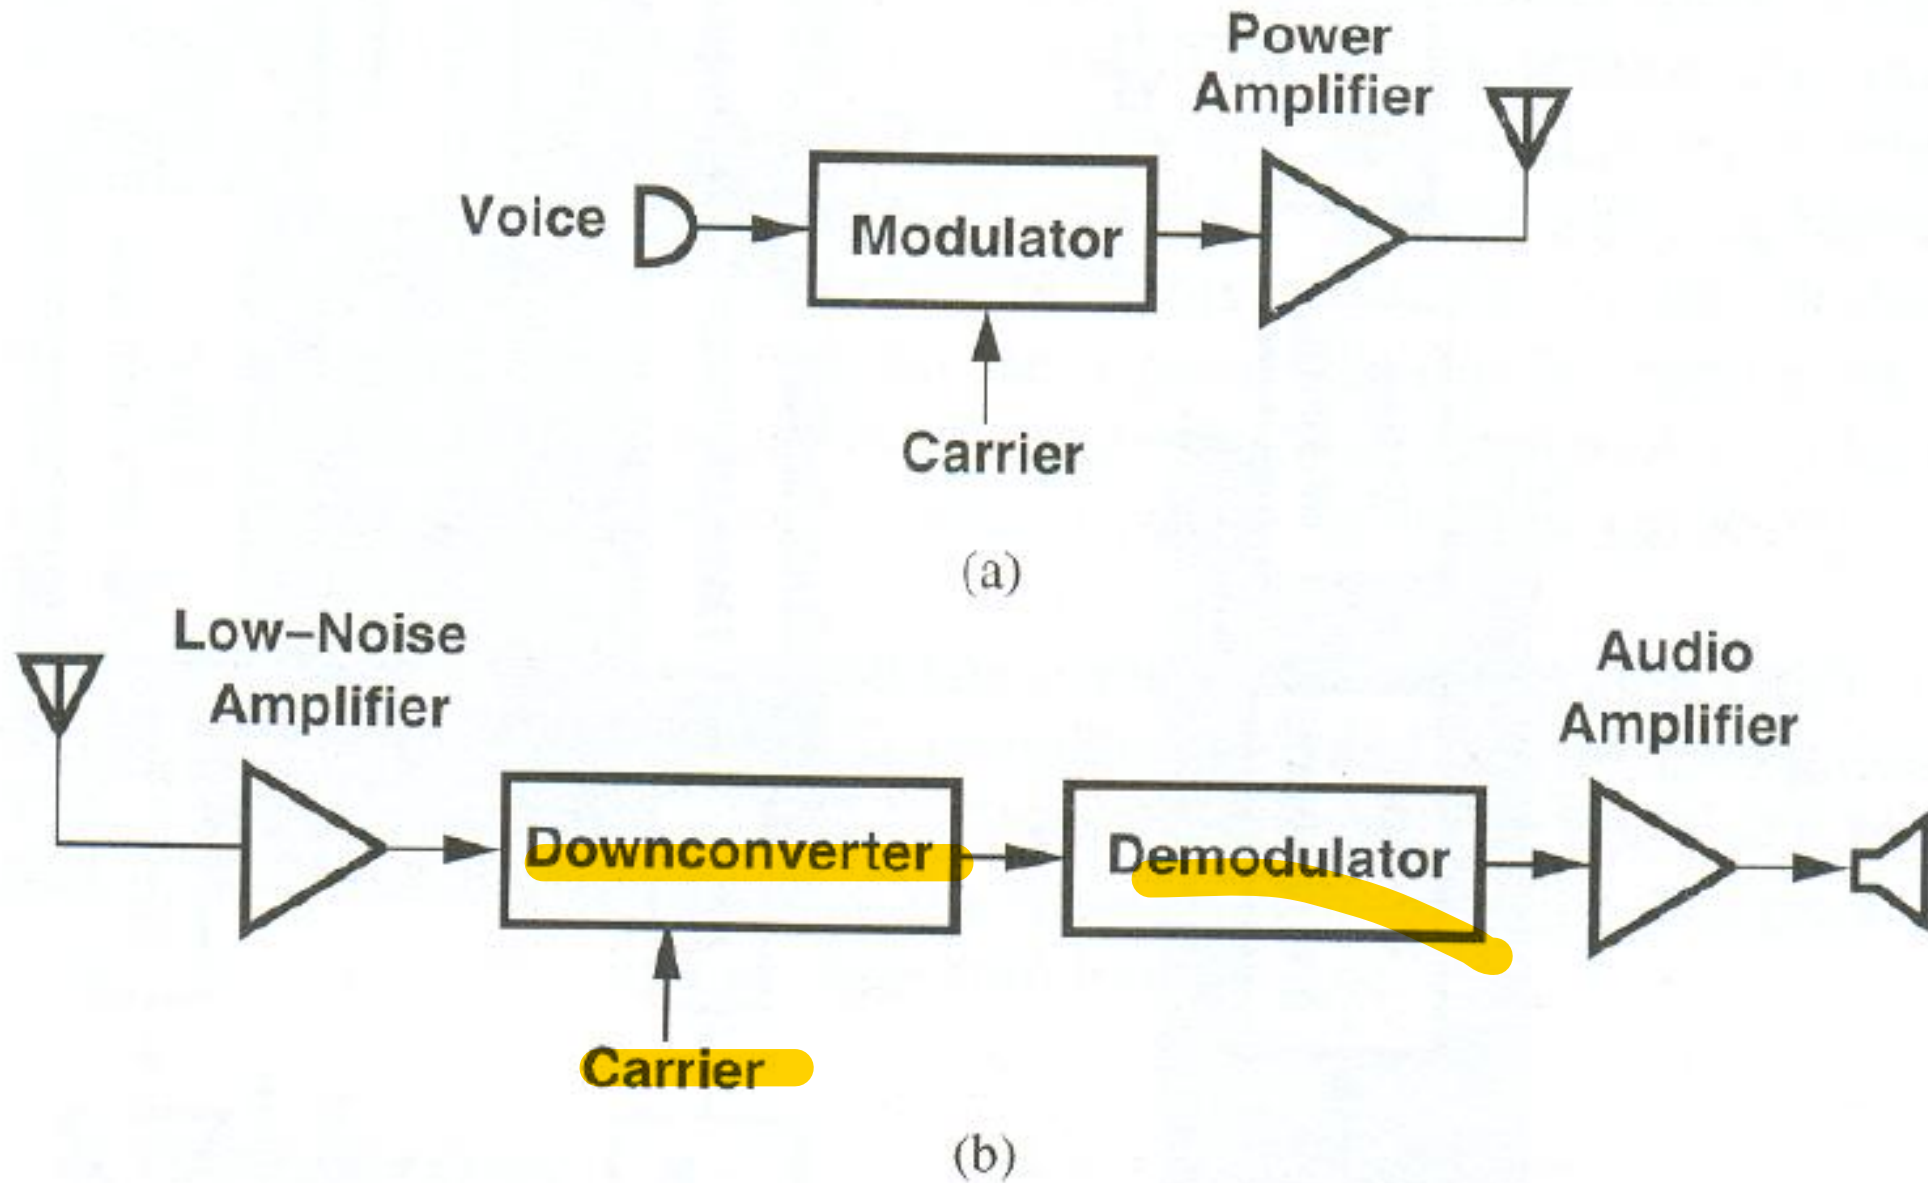 Power
Amplifier
Voice
Modulator
Carrier
(a)
Low–Noise
Amplifier
Audio
Amplifier
Downconverter
Demodulator
Carrier
(b)